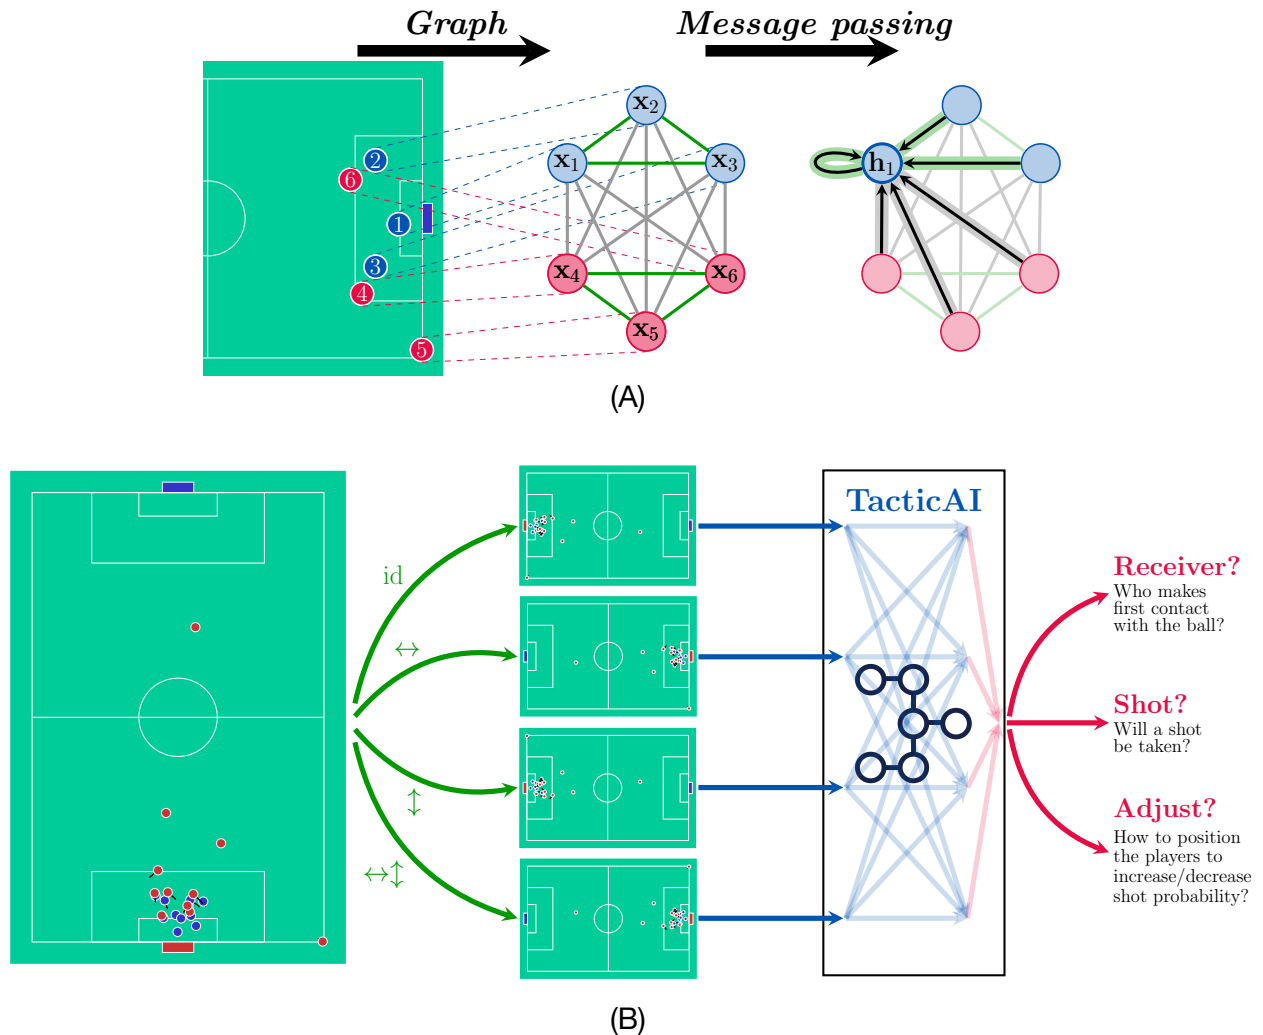 Graph
Message passing
2
6
1
3
4
5
x2
x1
x3
x4
x6
x5
h1
(A)
id
↔
↕
↔↕
TacticAI
Receiver?
Who makes
first contact
with the ball?
Shot?
Will a shot
be taken?
Adjust?
How to position
the players to
increase/decrease
shot probability?
(B)